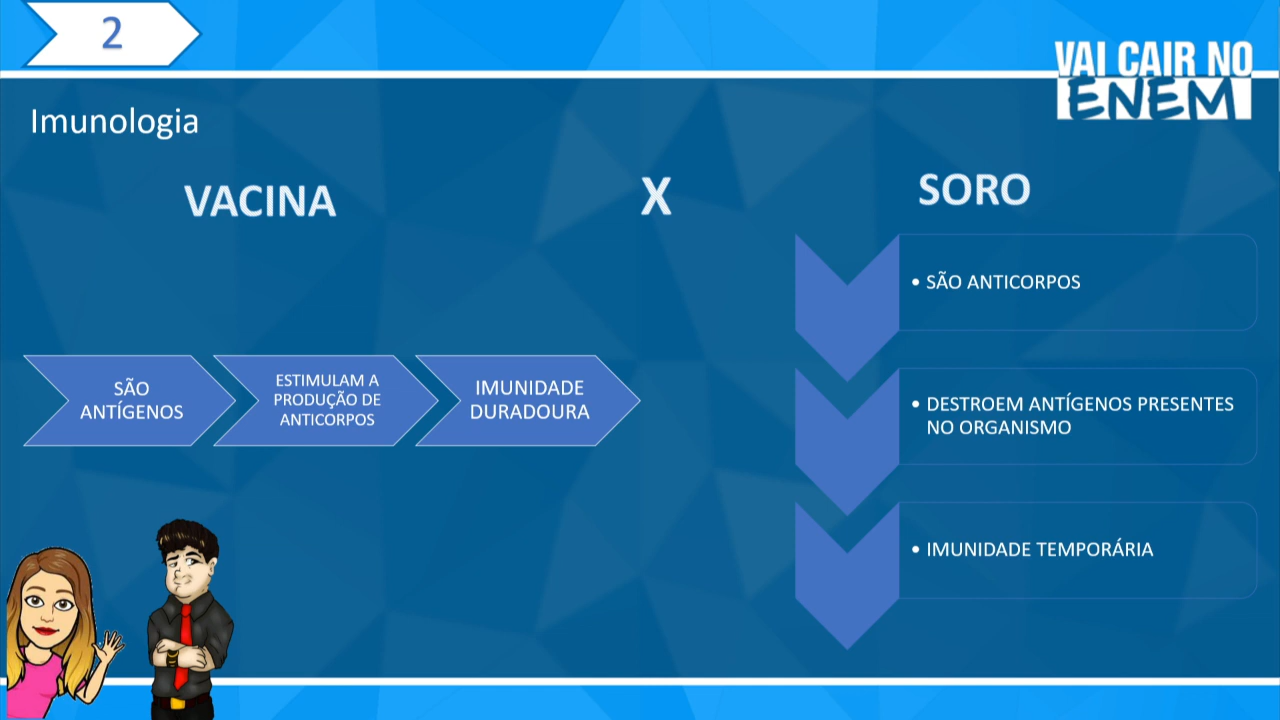 2
VAI CAIR NO
ENEM
Imunologia
VACINA
X
SORO
SÃO
ANTÍGENOS
ESTIMULAM A
PRODUÇÃO DE
ANTICORPOS
IMUNIDADE
DURADOURA
• SÃO ANTICORPOS
• DESTROEM ANTÍGENOS PRESENTES
NO ORGANISMO
• IMUNIDADE TEMPORÁRIA